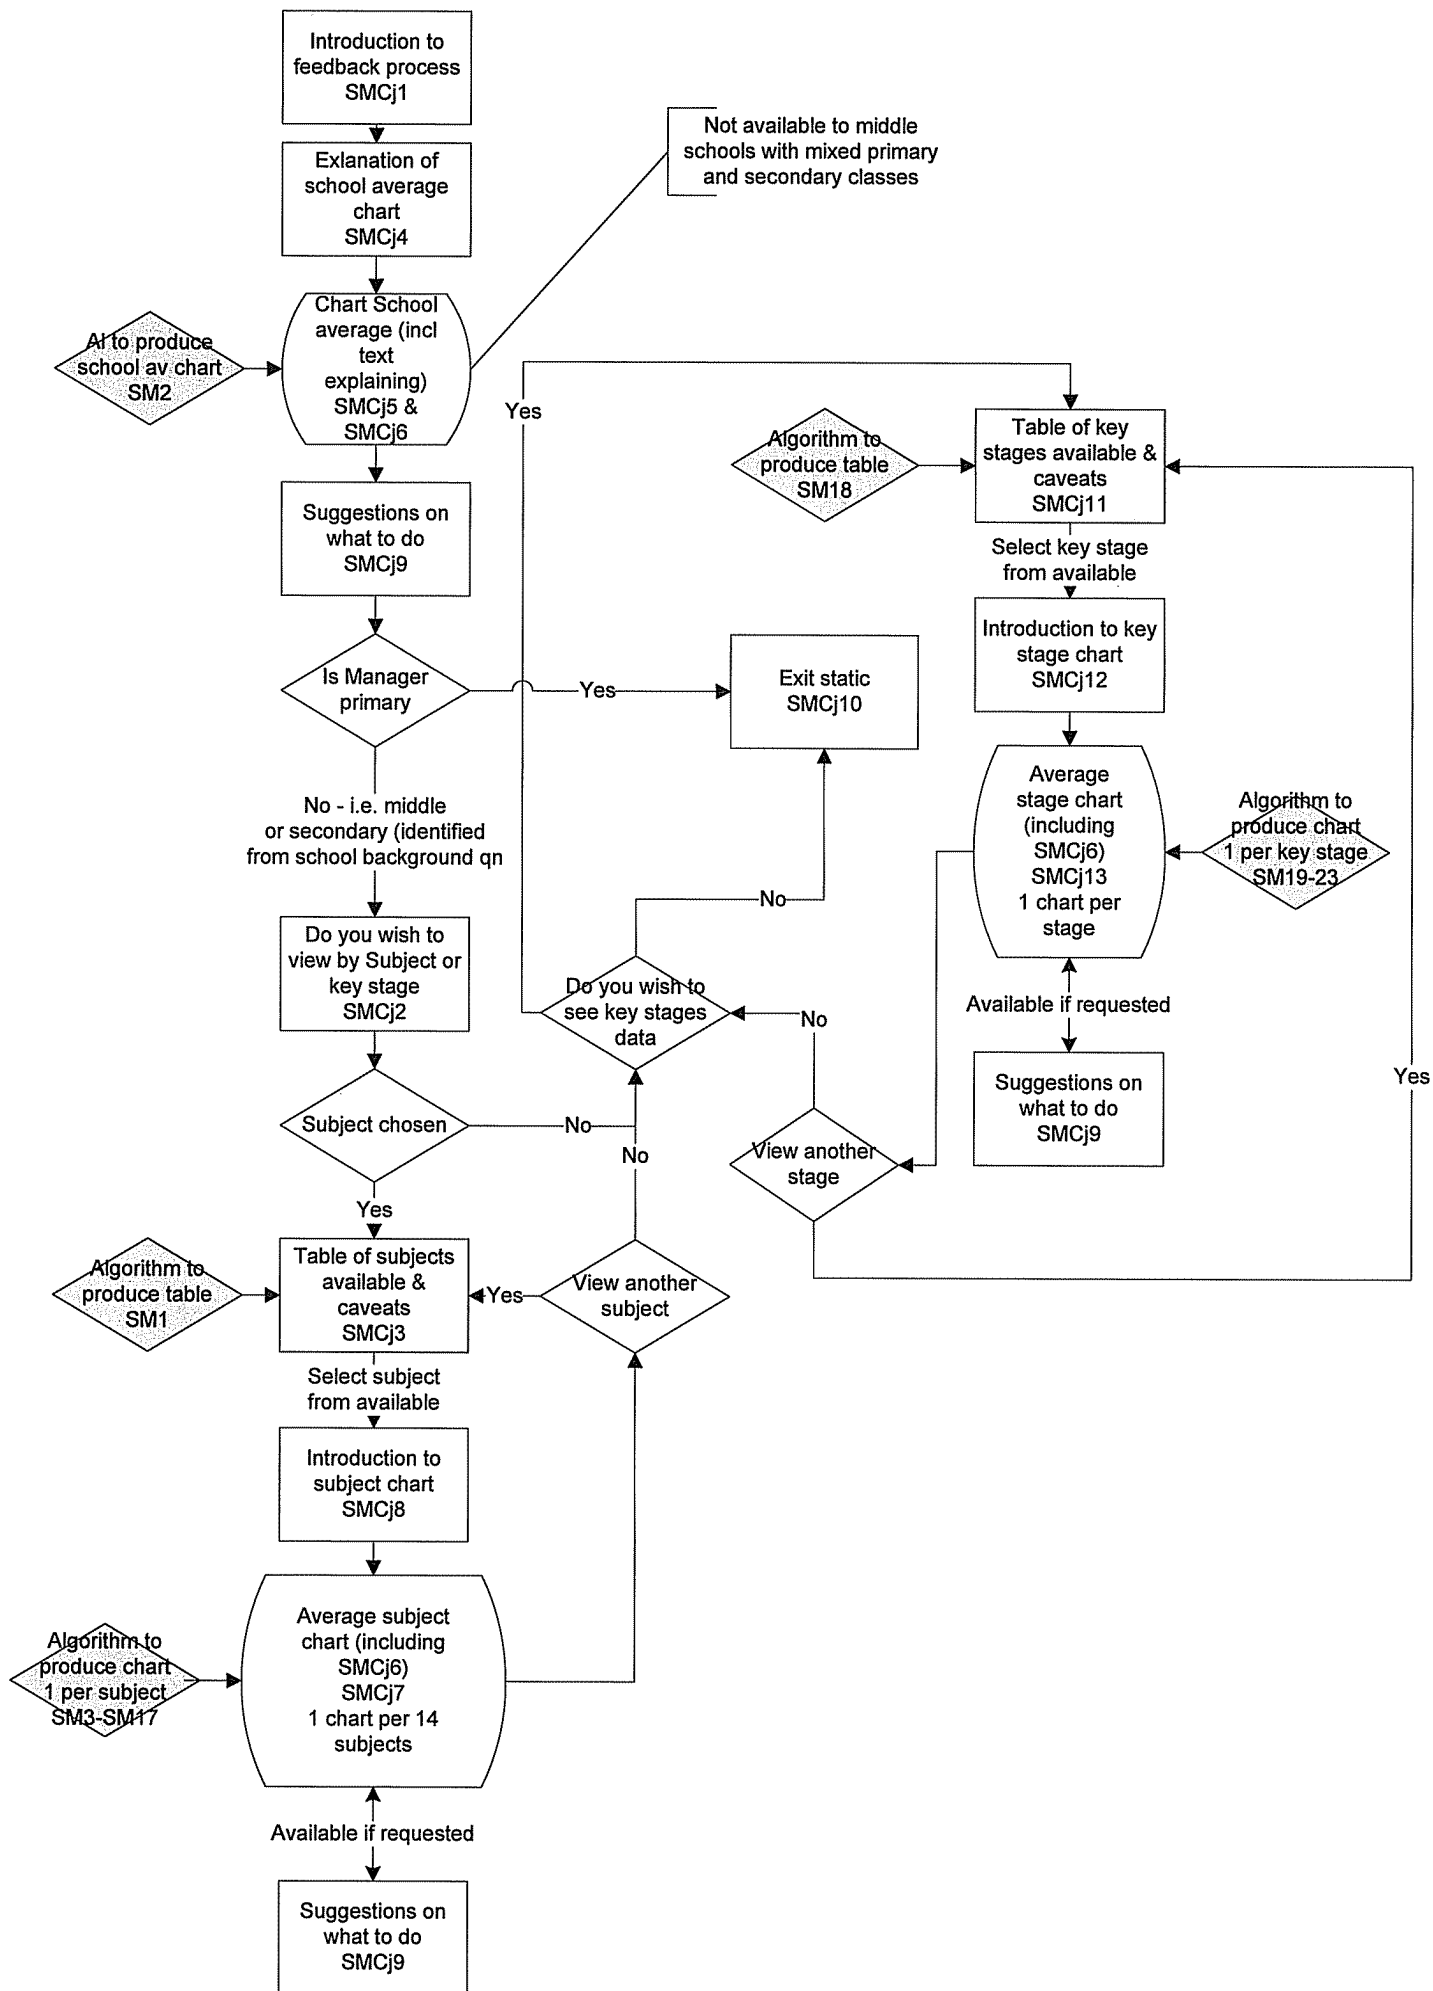 Introduction to
feedback process
SMCj1
Exlanation of
school average
chart
SMCj4
Not available to middle
schools with mixed primary
and secondary classes
Al to produce
school av chart
SM2
Chart School
average (incl
text
explaining)
SMCj5 &
SMCj6
Suggestions on
what to do
SMCj9
Is Manager
primary
Yes
Exit static
SMCj10
No - i.e. middle
or secondary (identified
from school background qn
Do you wish to
view by Subject or
key stage
SMCj2
Subject chosen
No
Yes
Algorithm to
produce table
SM1
Table of subjects
available &
caveats
SMCj3
Yes
View another
subject
No
Select subject
from available
Introduction to
subject chart
SMCj8
Algorithm to
produce chart
1 per subject
SM3-SM17
Average subject
chart (including
SMCj6)
SMCj7
1 chart per 14
subjects
Available if requested
Suggestions on
what to do
SMCj9
Do you wish to
see key stages
data
No
Yes
Algorithm to
produce table
SM18
Table of key
stages available &
caveats
SMCj11
Select key stage
from available
Introduction to key
stage chart
SMCj12
Average
stage chart
(including
SMCj6)
SMCj13
1 chart per
stage
Algorithm to
produce chart
1 per key stage
SM19-23
Available if requested
Suggestions on
what to do
SMCj9
View another
stage
No
Yes